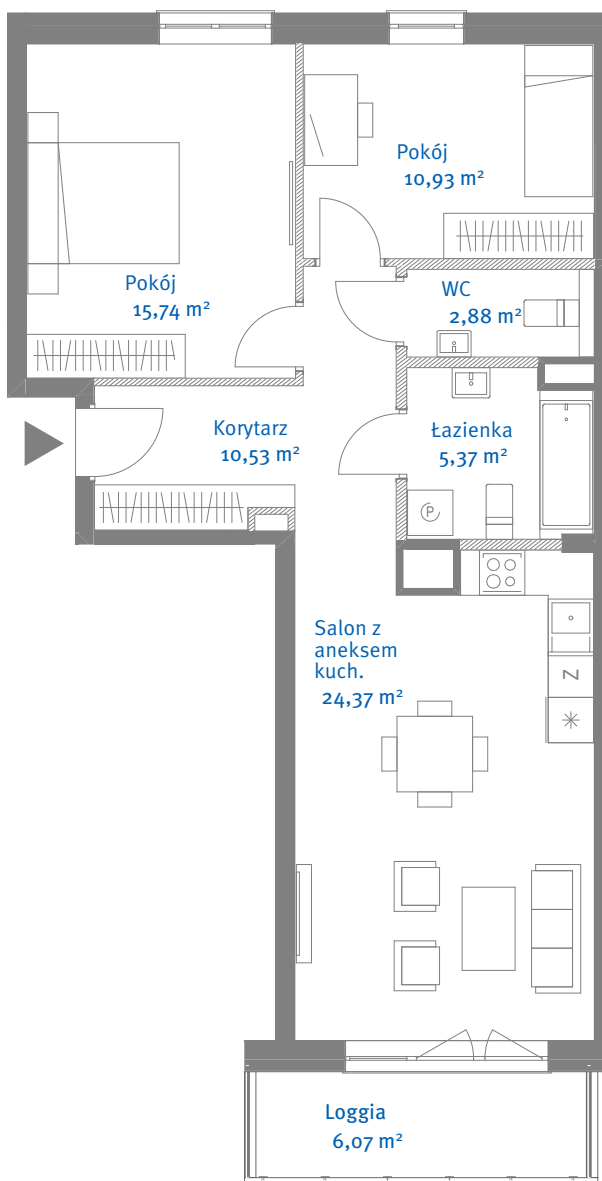 Pokój
10,93 m²
Pokój
15,74 m²
WC
2,88 m²
Korytarz
10,53 m²
Łazienka
5,37 m²
P
Salon z
aneksem
kuch.
24,37 m²
Z
Loggia
6,07 m²